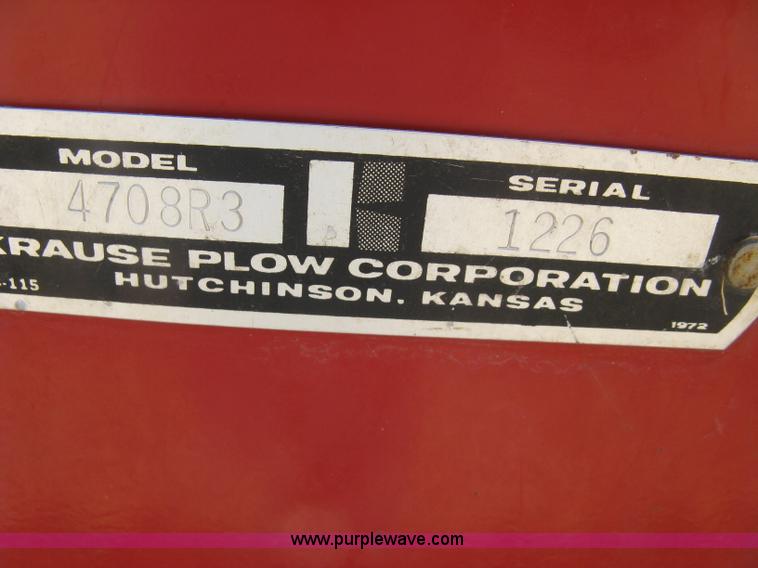 MODEL SERIAL
4708R3 1226
KRAUSE PLOW CORPORATION
-115 HUTCHINSON, KANSAS
1972
www.purplewave.com